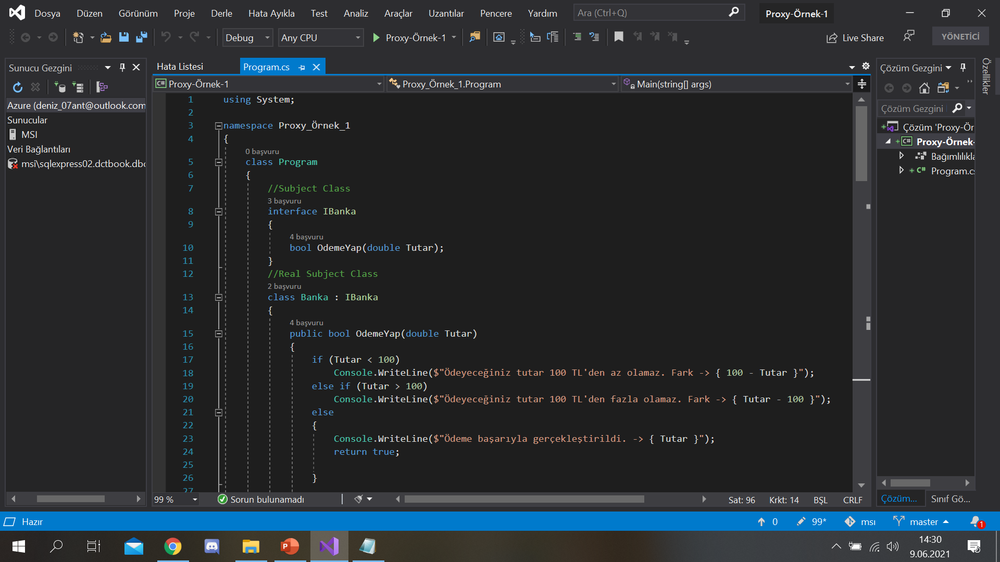 Dosya Düzen Görünüm Proje Derle Hata Ayıkla Test Analiz Araçlar Uzantılar Pencere Yardım Ara (Ctrl+Q) Proxy-Örnek-1
Debug Any CPU Proxy-Örnek-1 Live Share YÖNETİCİ
Sunucu Gezgini
Azure (deniz_07ant@outlook.com
Sunucular
MSI
Veri Bağlantıları
msi\sqlexpress02.dctbook.dbo
Hata Listesi Program.cs
C# Proxy-Örnek-1 Proxy_Örnek_1.Program Main(string[] args)
1 using System;
2
3 namespace Proxy_Örnek_1
4 {
0 başvuru
5 class Program
6 {
7 //Subject Class
3 başvuru
8 interface IBanka
9 {
4 başvuru
10 bool OdemeYap(double Tutar);
11 }
12 //Real Subject Class
2 başvuru
13 class Banka : IBanka
14 {
4 başvuru
15 public bool OdemeYap(double Tutar)
16 {
17 if (Tutar < 100)
18 Console.WriteLine($"Ödeyeceğiniz tutar 100 TL'den az olamaz. Fark -> { 100 - Tutar }");
19 else if (Tutar > 100)
20 Console.WriteLine($"Ödeyeceğiniz tutar 100 TL'den fazla olamaz. Fark -> { Tutar - 100 }");
21 else
22 {
23 Console.WriteLine($"Ödeme başarıyla gerçekleştirildi. -> { Tutar }");
24 return true;
25
26 }
27
99 % Sorun bulunamadı Sat: 96 Krkt: 14 BŞL CRLF
Çözüm Gezgini
Çözüm Gezgini
Çözüm 'Proxy-Ör
C# Proxy-Örnek-
Bağımlılıkla
C# Program.cs
Çözüm... Sınıf Gö...
Özellikler
Hazır 0 99* msı master 1
14:30
9.06.2021